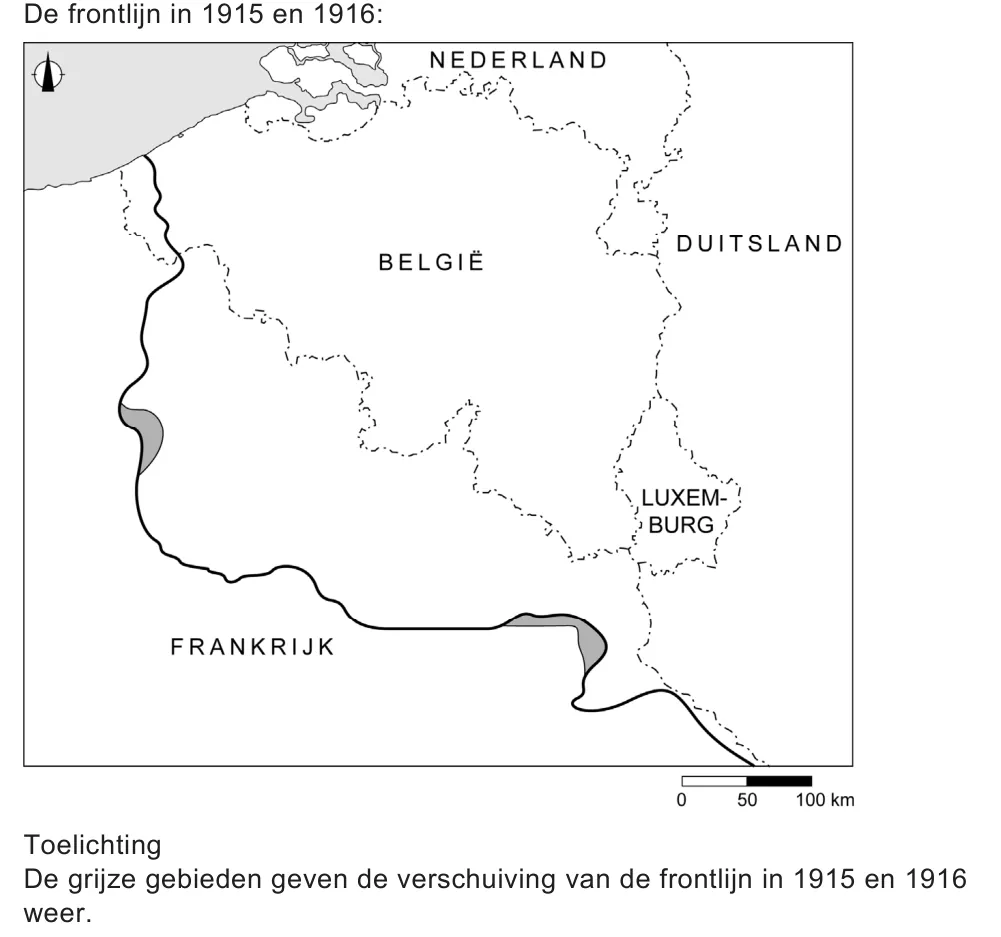 De frontlijn in 1915 en 1916:
NEDERLAND
DUITSLAND
BELGIË
LUXEM-
BURG
FRANKRIJK
0 50 100 km
Toelichting
De grijze gebieden geven de verschuiving van de frontlijn in 1915 en 1916
weer.